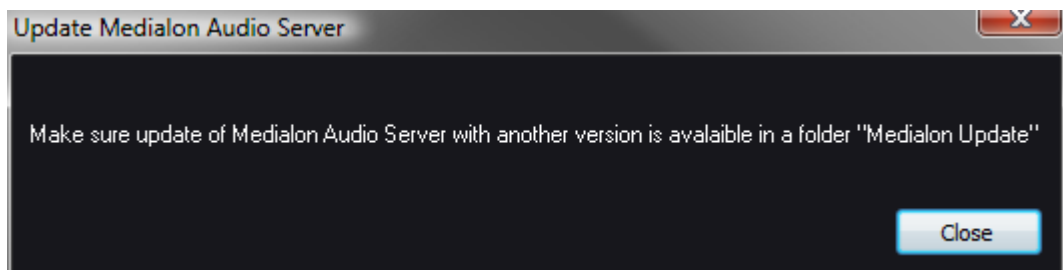 Update Medialon Audio Server
Make sure update of Medialon Audio Server with another version is avalaible in a folder "Medialon Update"
Close